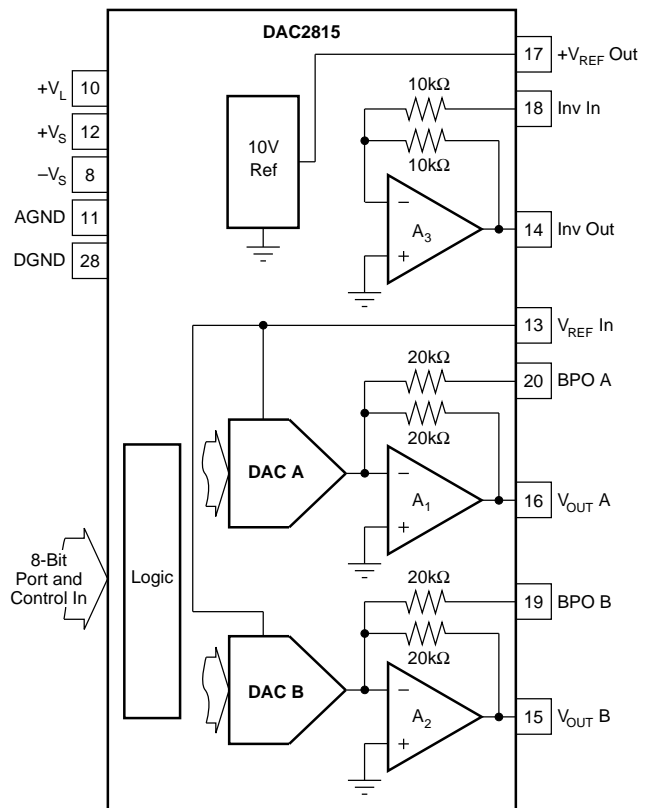 DAC2815
17 +VREF Out
+VL 10
10kΩ
18 Inv In
+VS 12
10V
Ref
10kΩ
–VS 8
–
AGND 11
A3
14 Inv Out
+
DGND 28
13 VREF In
20kΩ
20 BPO A
20kΩ
DAC A
–
A1
16 VOUT A
+
8-Bit
Port and
Control In
Logic
20kΩ
19 BPO B
20kΩ
DAC B
–
A2
15 VOUT B
+